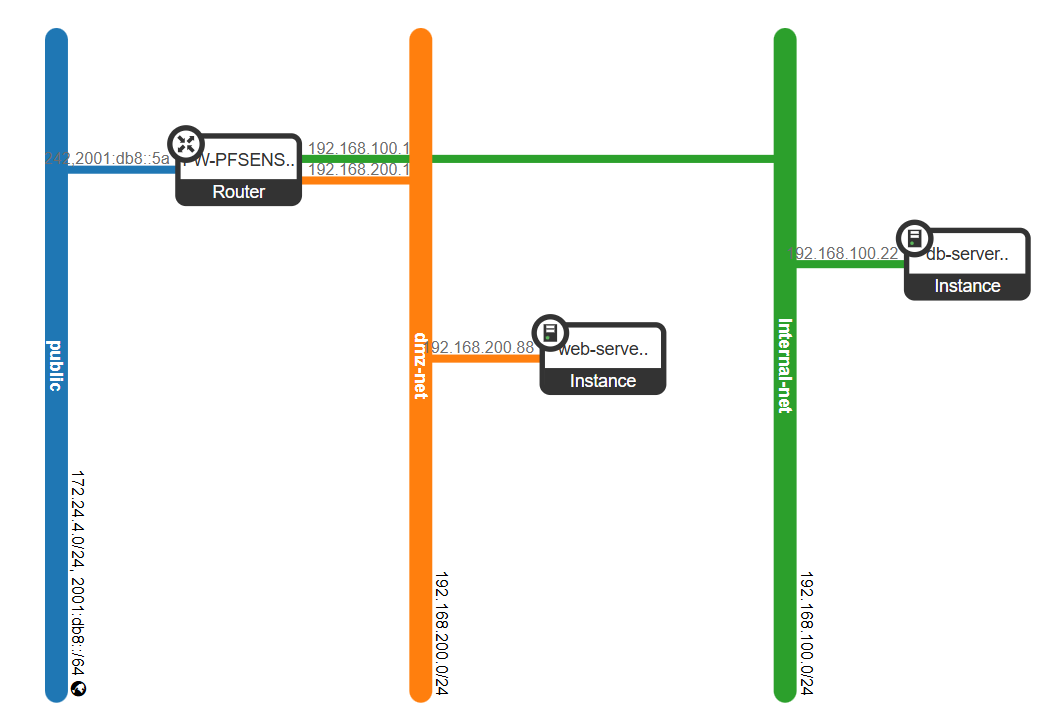 242,2001:db8::5a
W-PFSENS..
Router
192.168.100.1
192.168.200.1
192.168.100.22
db-server..
Instance
192.168.200.88
web-serve..
Instance
public
172.24.4.0/24, 2001:db8::/64
dmz-net
192.168.200.0/24
Internal-net
192.168.100.0/24